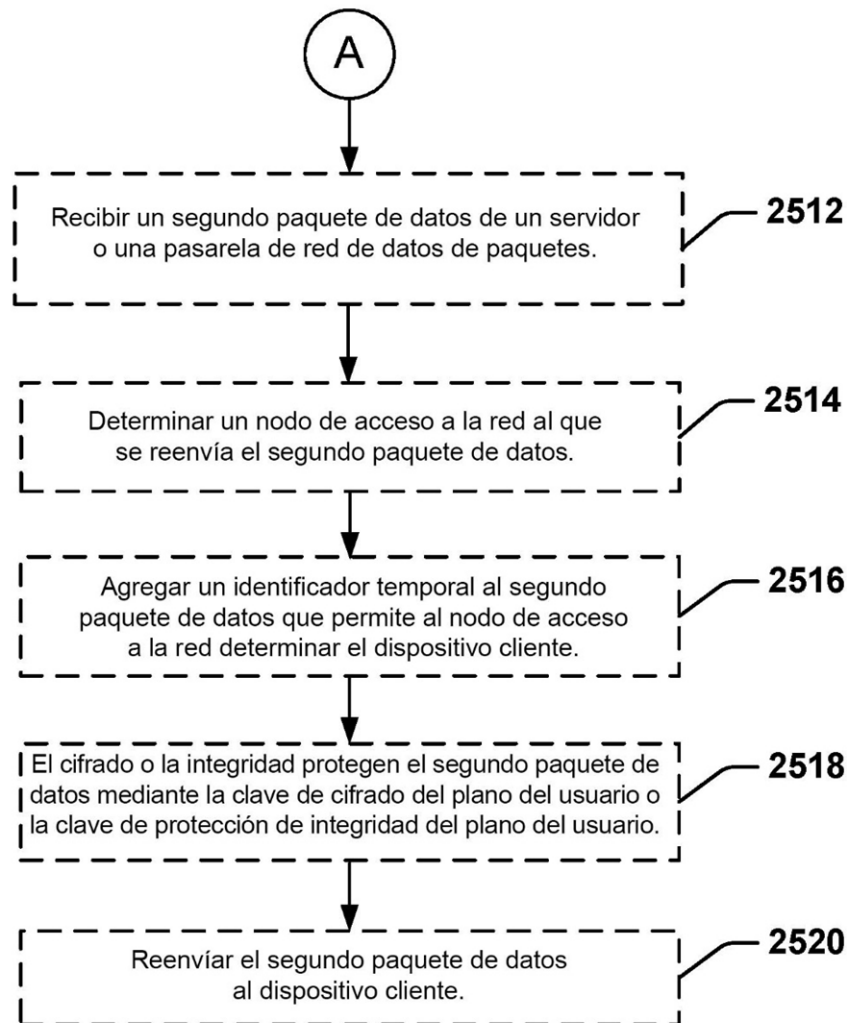 A
Recibir un segundo paquete de datos de un servidor
o una pasarela de red de datos de paquetes.
2512
Determinar un nodo de acceso a la red al que
se reenvía el segundo paquete de datos.
2514
Agregar un identificador temporal al segundo
paquete de datos que permite al nodo de acceso
a la red determinar el dispositivo cliente.
2516
El cifrado o la integridad protegen el segundo paquete de
datos mediante la clave de cifrado del plano del usuario o
la clave de protección de integridad del plano del usuario.
2518
Reenvíar el segundo paquete de datos
al dispositivo cliente.
2520